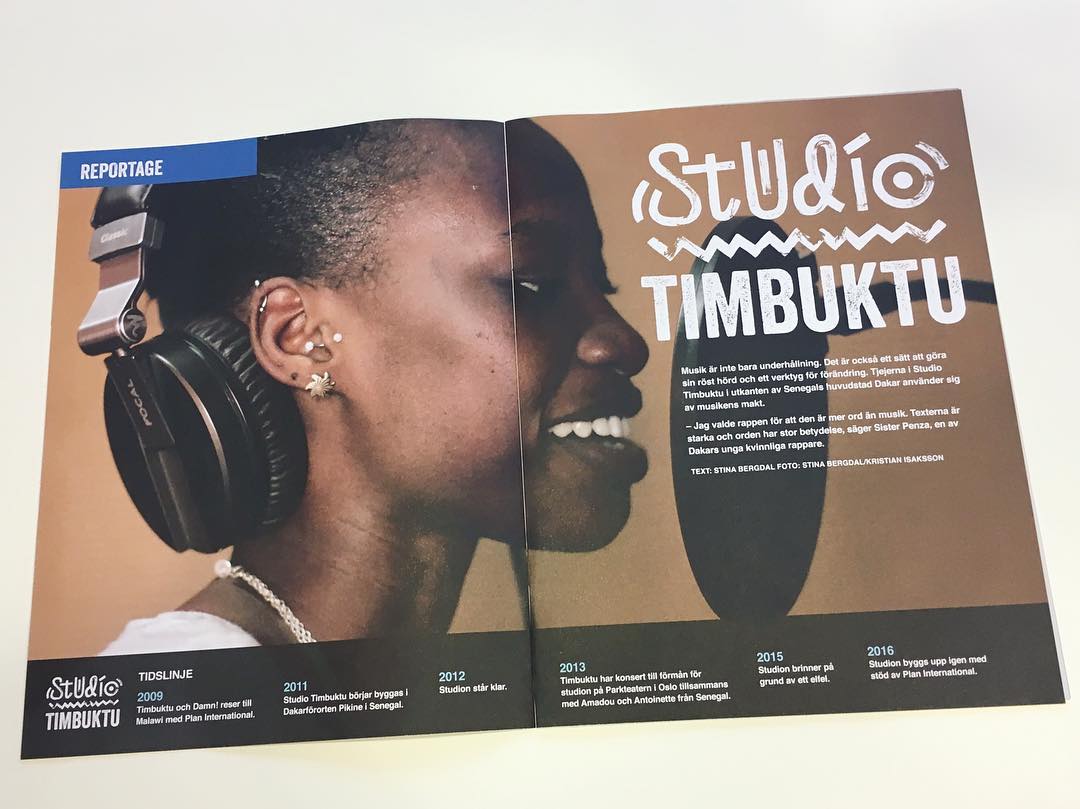 REPORTAGE
Classic
FOCAL
Studio
TIMBUKTU
Musik är inte bara underhållning. Det är också ett sätt att göra
sin röst hörd och ett verktyg för förändring. Tjejerna i Studio
Timbuktu i utkanten av Senegals huvudstad Dakar använder sig
av musikens makt.
– Jag valde rappen för att den är mer ord än musik. Texterna är
starka och orden har stor betydelse, säger Sister Penza, en av
Dakars unga kvinnliga rappare.
TEXT: STINA BERGDAL FOTO: STINA BERGDAL/KRISTIAN ISAKSSON
Studio
TIMBUKTU
TIDSLINJE
2009
Timbuktu och Damn! reser till
Malawi med Plan International.
2011
Studio Timbuktu börjar byggas i
Dakarförorten Pikine i Senegal.
2012
Studion står klar.
2013
Timbuktu har konsert till förmån för
studion på Parkteatern i Oslo tillsammans
med Amadou och Antoinette från Senegal.
2015
Studion brinner på
grund av ett elfel.
2016
Studion byggs upp igen med
stöd av Plan International.